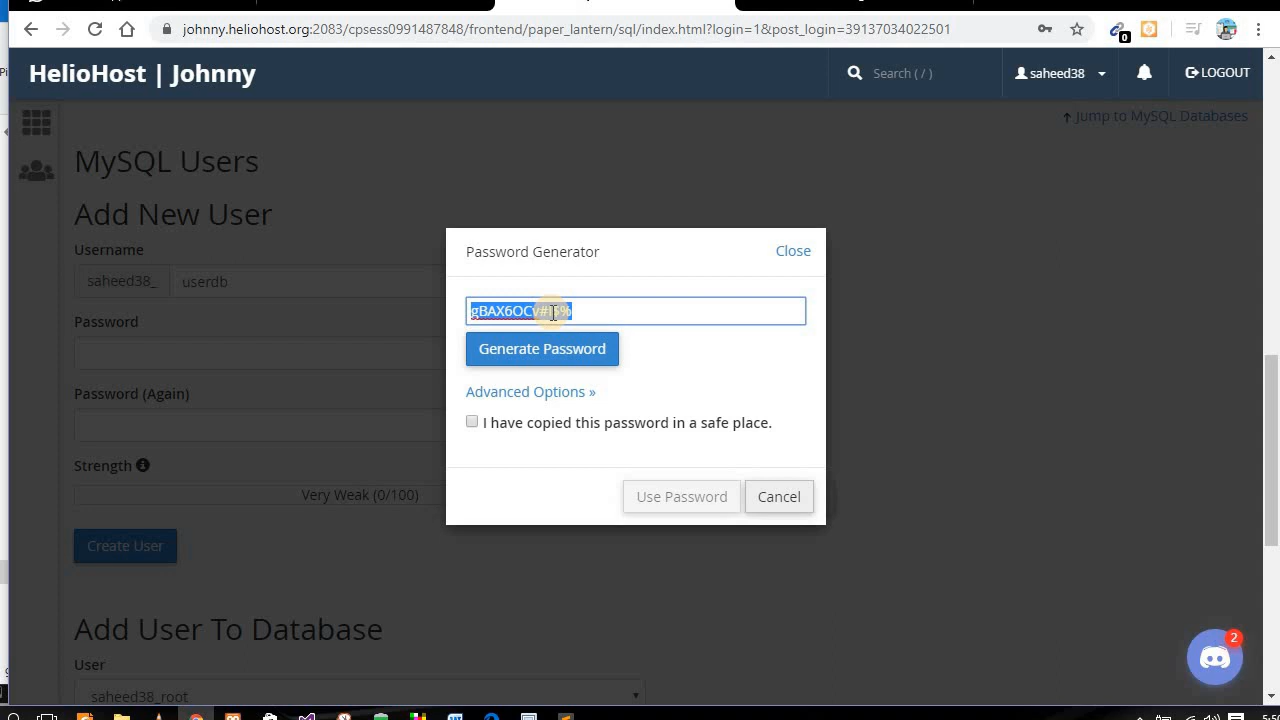 johnny.heliohost.org:2083/cpsess0991487848/frontend/paper_lantern/sql/index.html?login=1&post_login=39137034022501
0
HelioHost | Johnny
Search ( / )
saheed38
LOGOUT
Jump to MySQL Databases
MySQL Users
Add New User
Username
saheed38_
userdb
Password
Password (Again)
Strength
Very Weak (0/100)
Create User
Password Generator
Close
Generate Password
Advanced Options »
I have copied this password in a safe place.
Use Password
Cancel
Add User To Database
User
saheed38_root
2